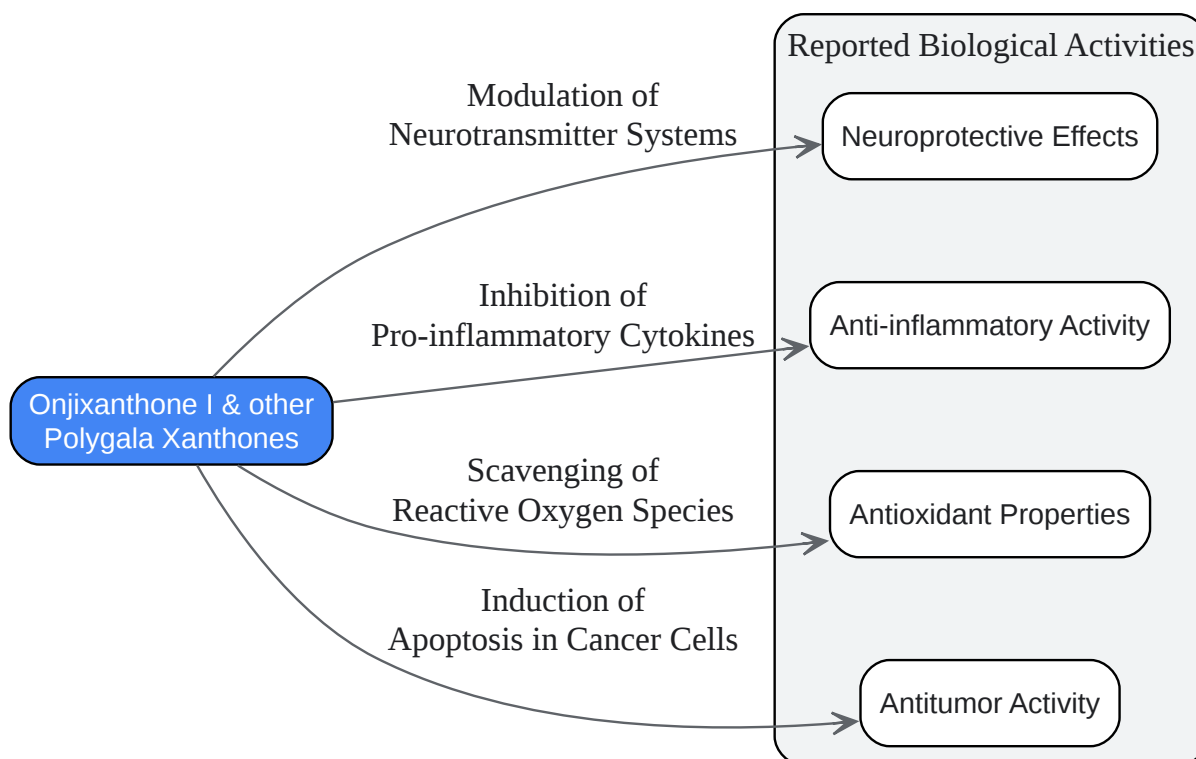 Reported Biological Activities
Modulation of
Neurotransmitter Systems
Neuroprotective Effects
Inhibition of
Pro-inflammatory Cytokines
Anti-inflammatory Activity
Onjixanthone I & other
Polygala Xanthones
Scavenging of
Reactive Oxygen Species
Antioxidant Properties
Induction of
Apoptosis in Cancer Cells
Antitumor Activity